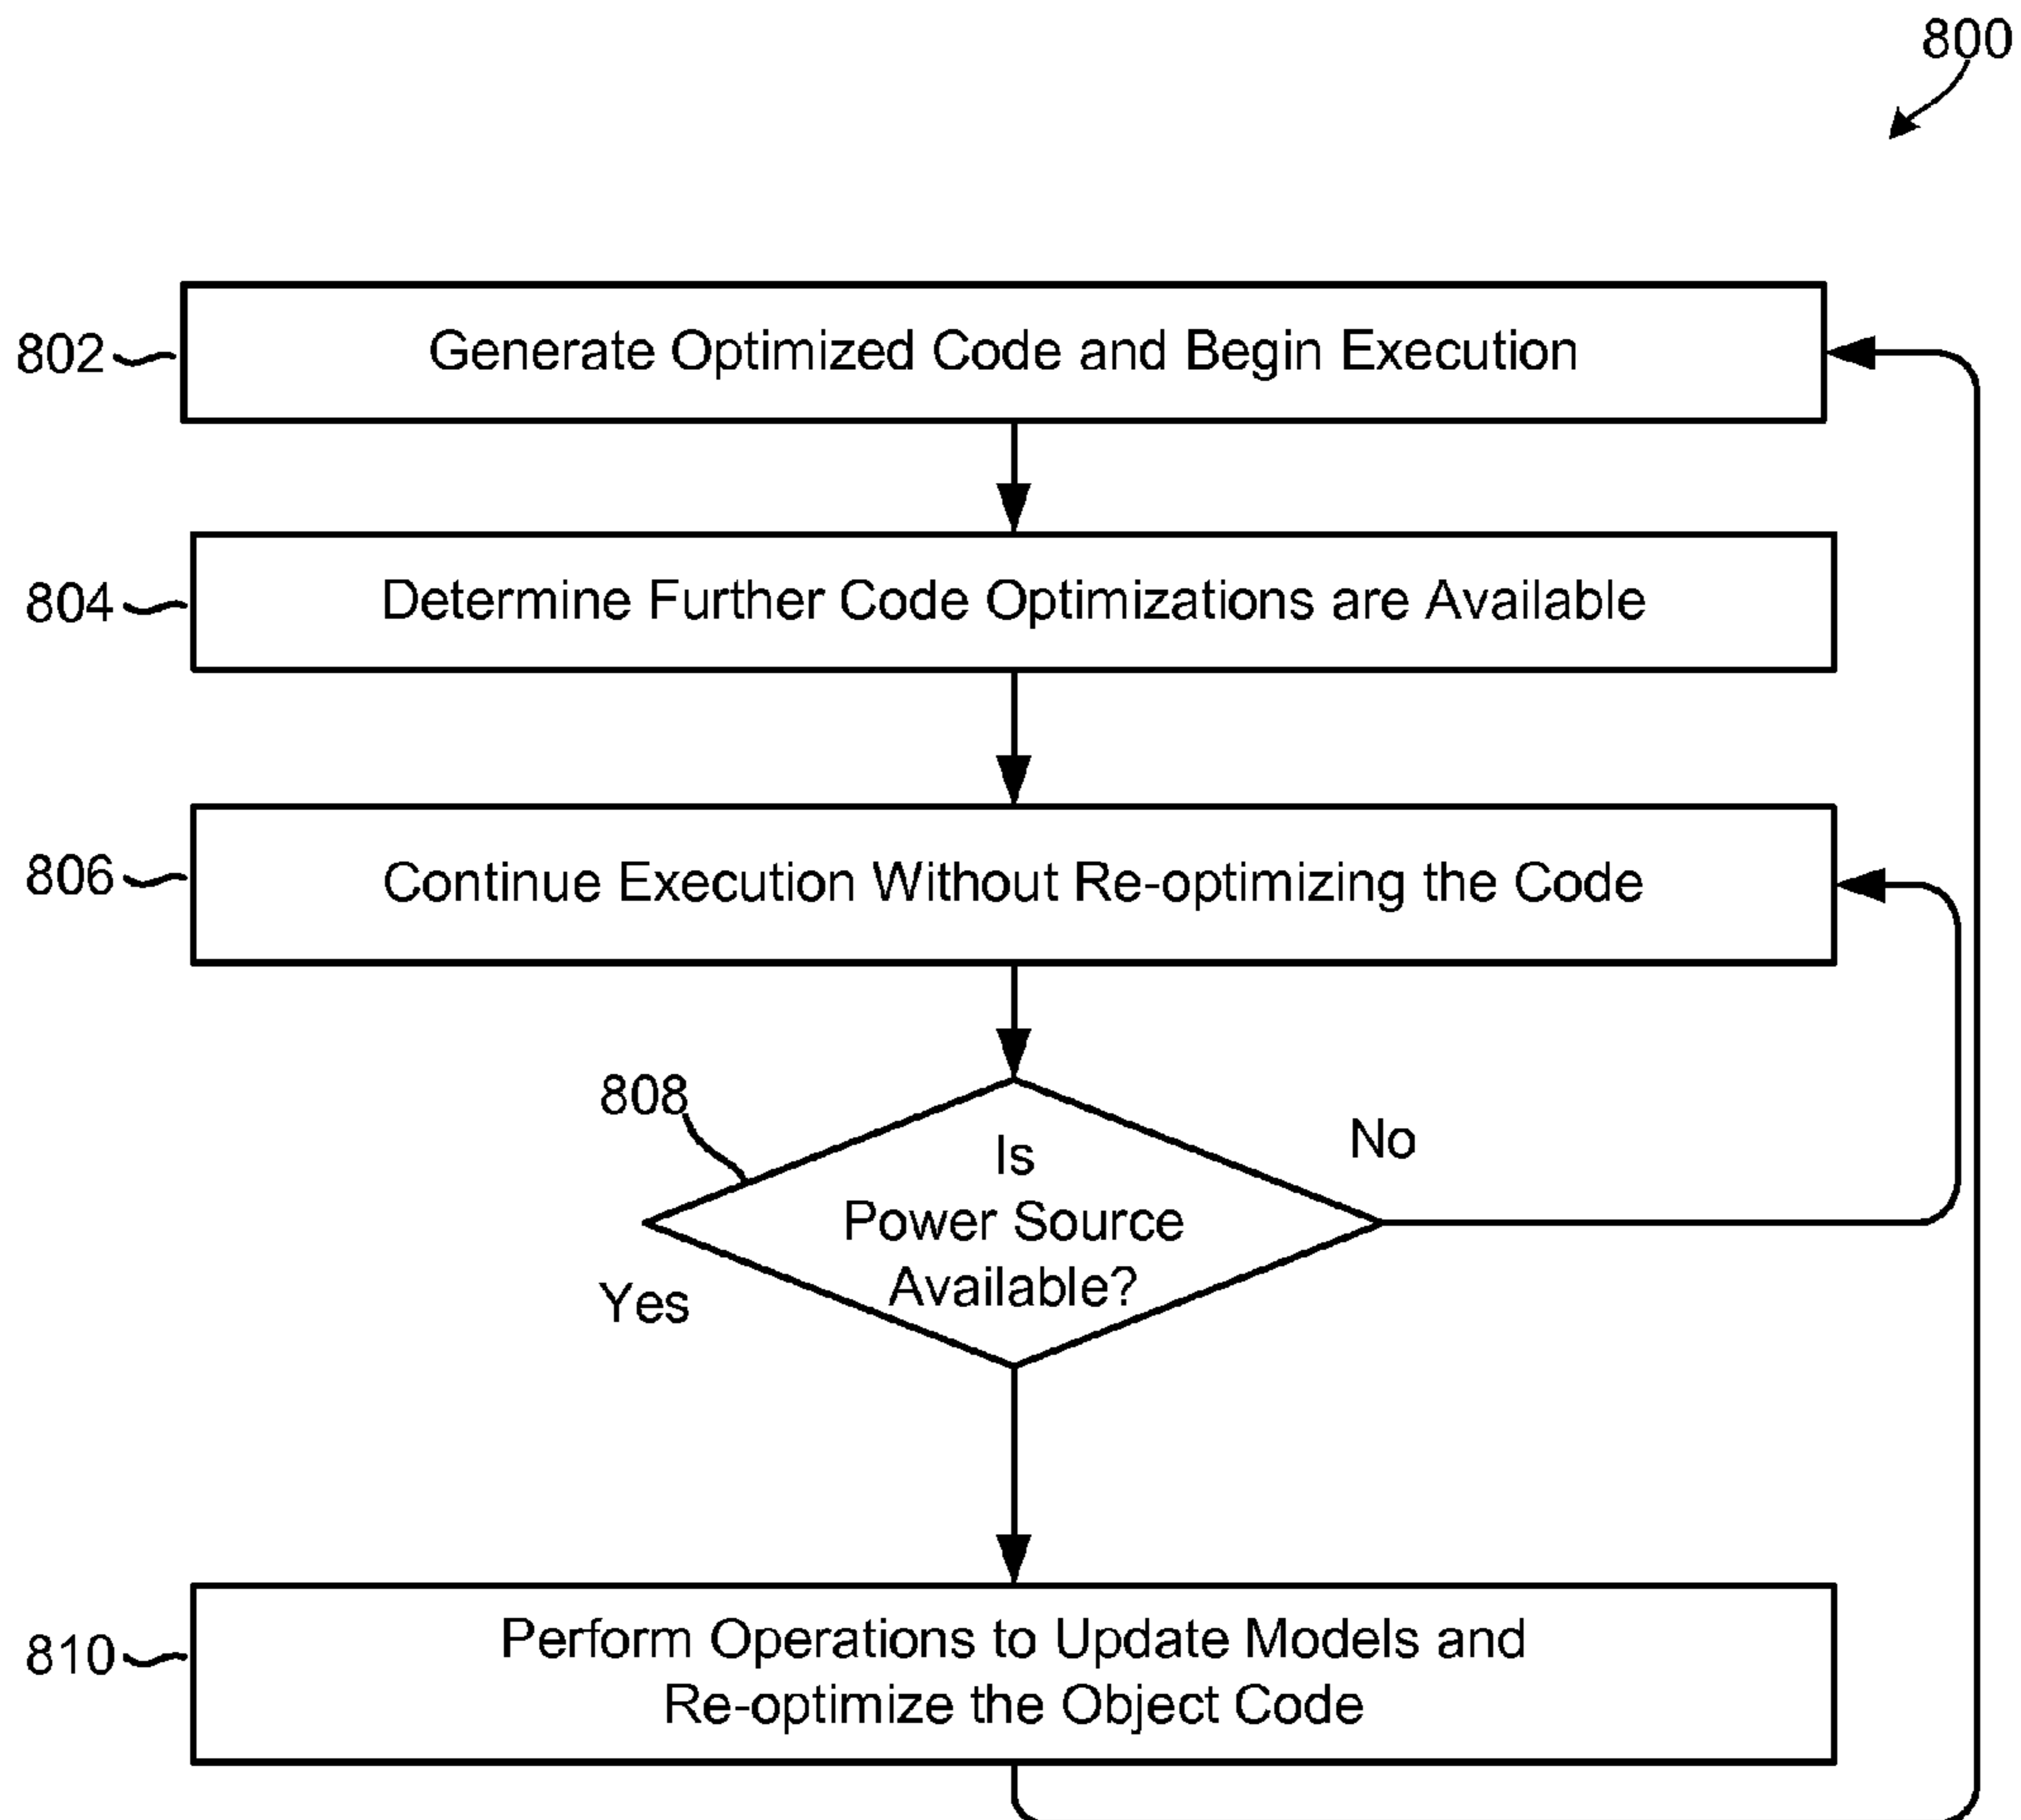 800
802
Generate Optimized Code and Begin Execution
804
Determine Further Code Optimizations are Available
806
Continue Execution Without Re-optimizing the Code
808
Is
Power Source
Available?
No
Yes
810
Perform Operations to Update Models and
Re-optimize the Object Code